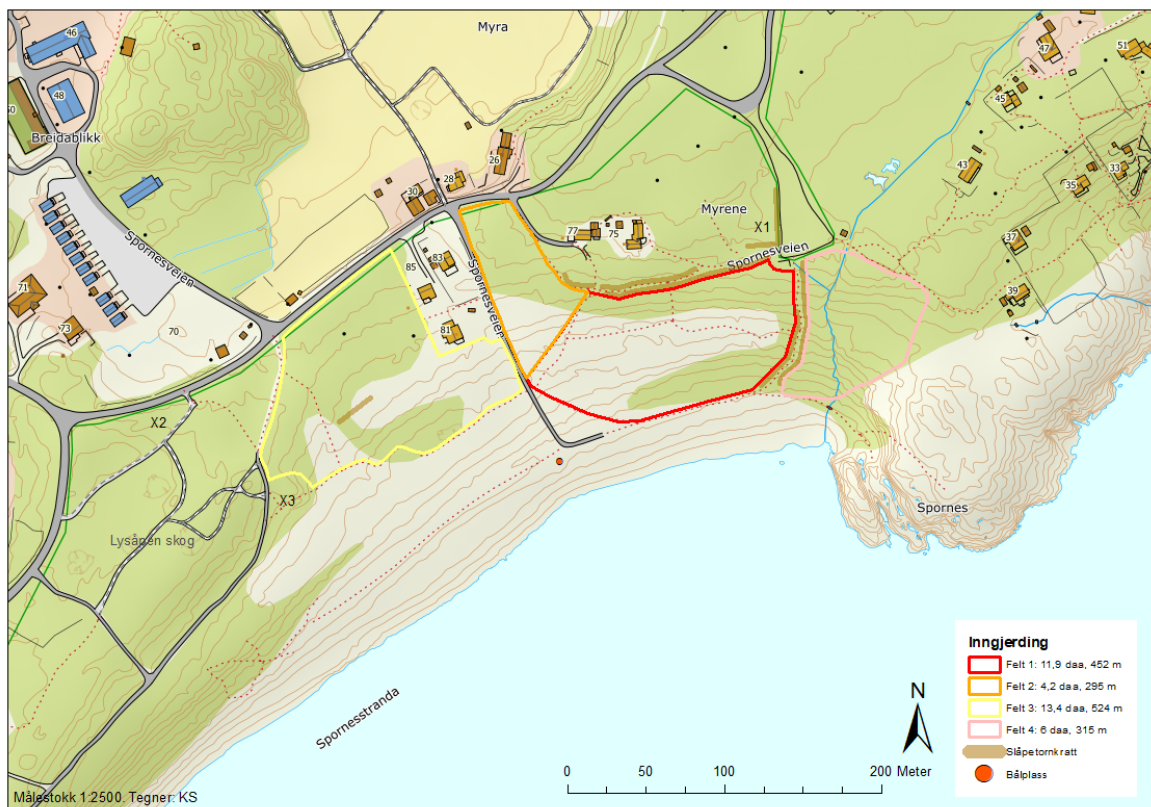 Myra
46
48
50
Breidablikk
26
28
30
77
75
Myrene
X1
Spornesveien
Spornesveien
83
85
81
Spornesveien
71
73
70
X2
X3
Lysågen skog
47
51
45
43
35
33
37
39
Spornes
Spornesstranda
N
0 50 100 200 Meter
Målestokk 1:2500. Tegner: KS
Inngjerding
Felt 1: 11,9 daa, 452 m
Felt 2: 4,2 daa, 295 m
Felt 3: 13,4 daa, 524 m
Felt 4: 6 daa, 315 m
Slåpetornkratt
Bålplass